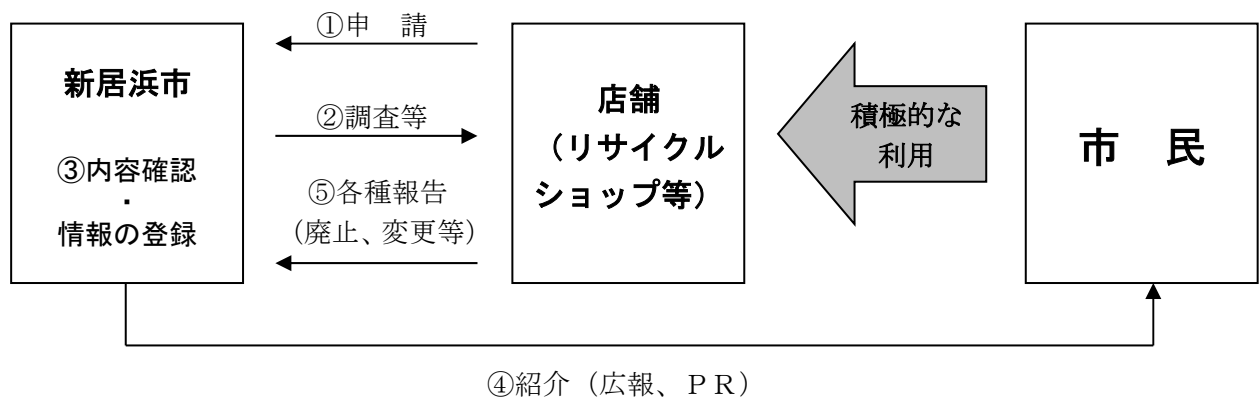 ①申　請
新居浜市
③内容確認
・
情報の登録
②調査等
⑤各種報告
（廃止、変更等）
店舗
（リサイクル
ショップ等）
積極的な
利用
市　民
④紹介（広報、ＰＲ）